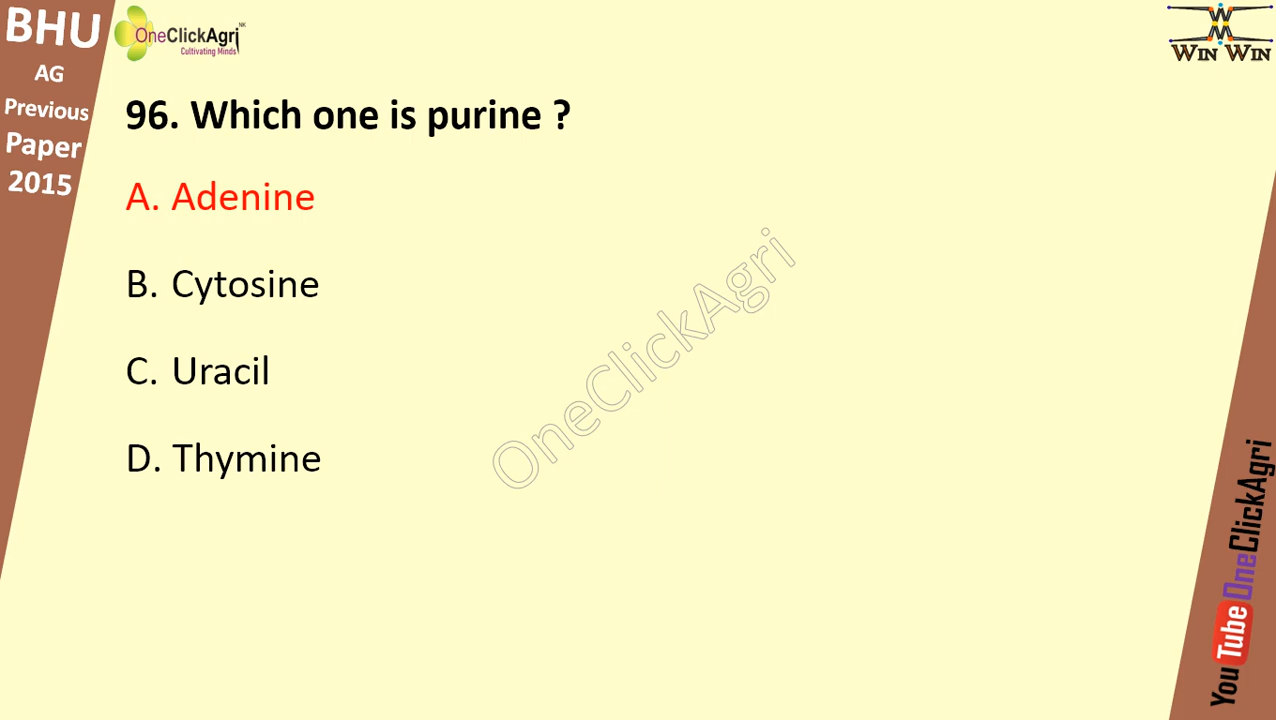 BHU
AG
Previous
Paper
2015
OneClickAgri NK
Cultivating Minds
WIN WIN
96. Which one is purine ?
A. Adenine
B. Cytosine
C. Uracil
D. Thymine
OneClickAgri
YouTube OneClickAgri